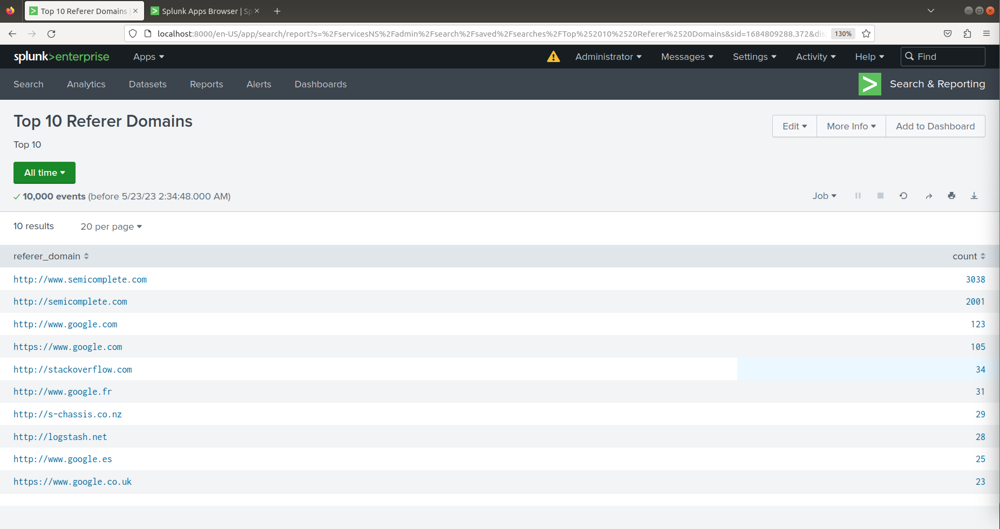 Top 10 Referer Domains
Splunk Apps Browser | Sp
localhost:8000/en-US/app/search/report?s=%2FservicesNS%2Fadmin%2Fsearch%2Fsaved%2Fsearches%2FTop%252010%2520Referer%2520Domains&sid=1684809288.372&dis 130%
splunk>enterprise Apps Administrator Messages Settings Activity Help Find
Search Analytics Datasets Reports Alerts Dashboards Search & Reporting
Top 10 Referer Domains
Edit More Info Add to Dashboard
Top 10
All time
10,000 events (before 5/23/23 2:34:48.000 AM) Job
10 results 20 per page
referer_domain count
http://www.semicomplete.com 3038
http://semicomplete.com 2001
http://www.google.com 123
https://www.google.com 105
http://stackoverflow.com 34
http://www.google.fr 31
http://s-chassis.co.nz 29
http://logstash.net 28
http://www.google.es 25
https://www.google.co.uk 23